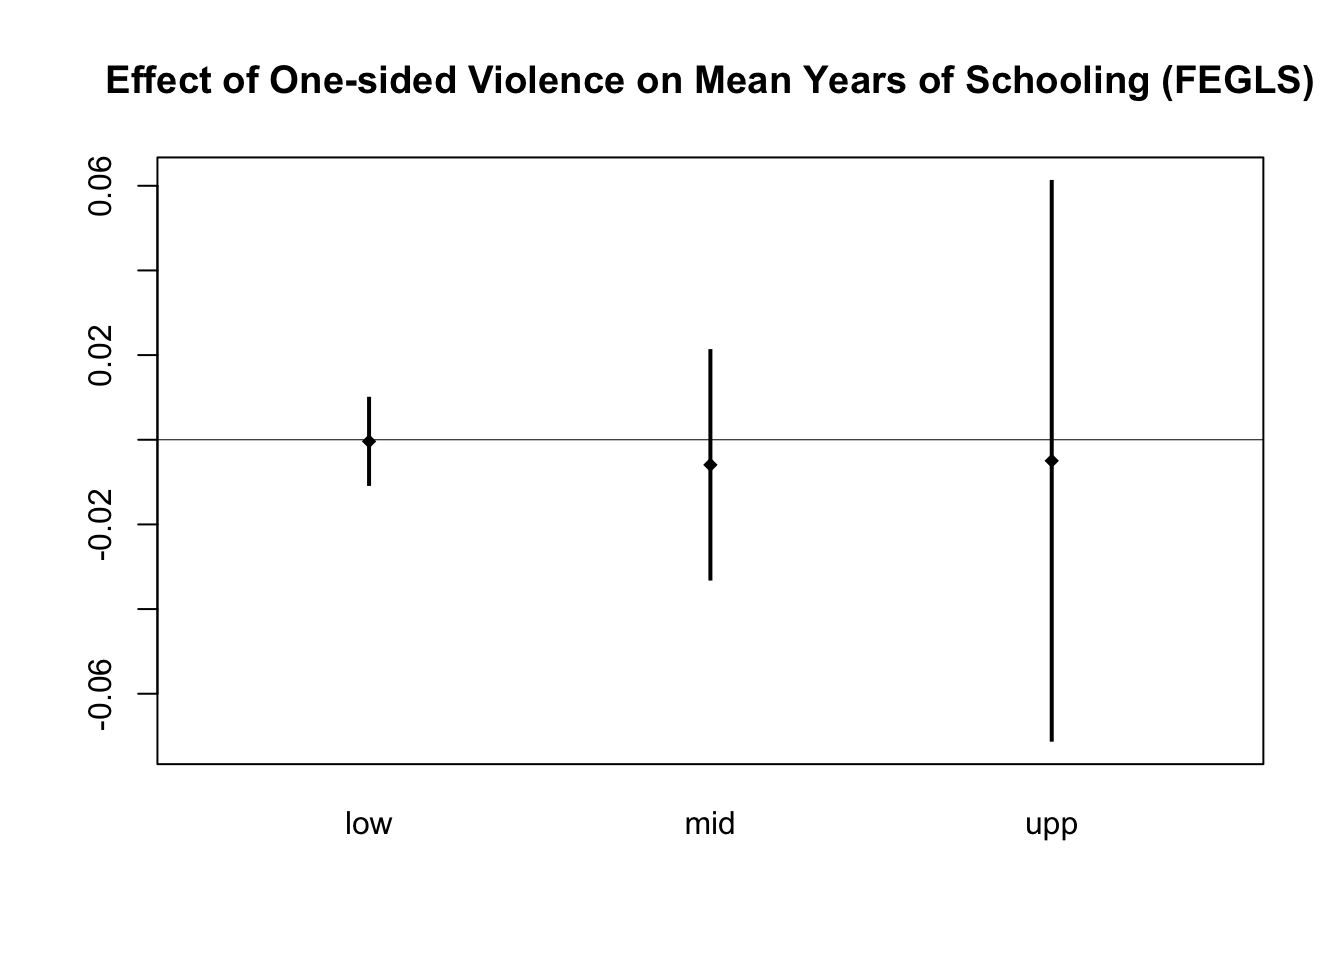 Effect of One-sided Violence on Mean Years of Schooling (FEGLS)
0.06
0.02
-0.02
-0.06
low mid upp